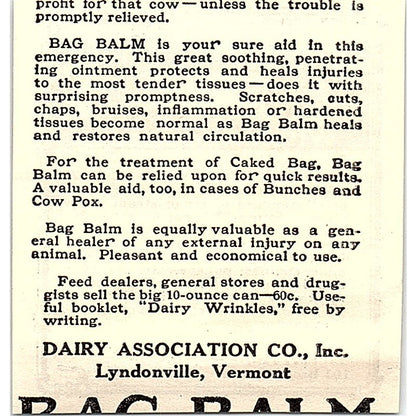 profit for that cow—unless the trouble is
promptly relieved.
BAG BALM is your sure aid in this
emergency. This great soothing, penetrat-
ing ointment protects and heals injuries
to the most tender tissues—does it with
surprising promptness. Scratches, cuts,
chaps, bruises, inflammation or hardened
tissues become normal as Bag Balm heals
and restores natural circulation.
For the treatment of Caked Bag, Bag
Balm can be relied upon for quick results.
A valuable aid, too, in cases of Bunches and
Cow Pox.
Bag Balm is equally valuable as a gen-
eral healer of any external injury on any
animal. Pleasant and economical to use.
Feed dealers, general stores and drug-
gists sell the big 10-ounce can—60c. Use-
ful booklet, "Dairy Wrinkles," free by
writing.
DAIRY ASSOCIATION CO., Inc.
Lyndonville, Vermont
BAG BALM